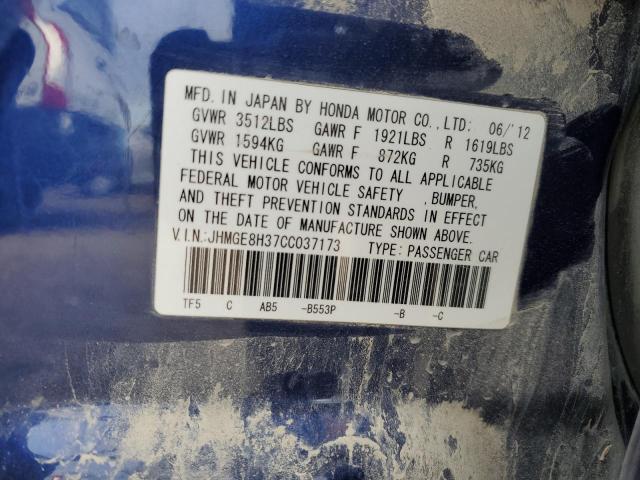 MFD. IN JAPAN BY HONDA MOTOR CO.,LTD: 06/'12
GVWR 3512LBS GAWR F 1921LBS R 1619LBS
GVWR 1594KG GAWR F 872KG R 735KG
THIS VEHICLE CONFORMS TO ALL APPLICABLE
FEDERAL MOTOR VEHICLE SAFETY , BUMPER,
AND THEFT PREVENTION STANDARDS IN EFFECT
ON THE DATE OF MANUFACTURE SHOWN ABOVE.
V.I.N.:JHMGE8H37CC037173 TYPE: PASSENGER CAR
TF5 C AB5 -B553P -B -C